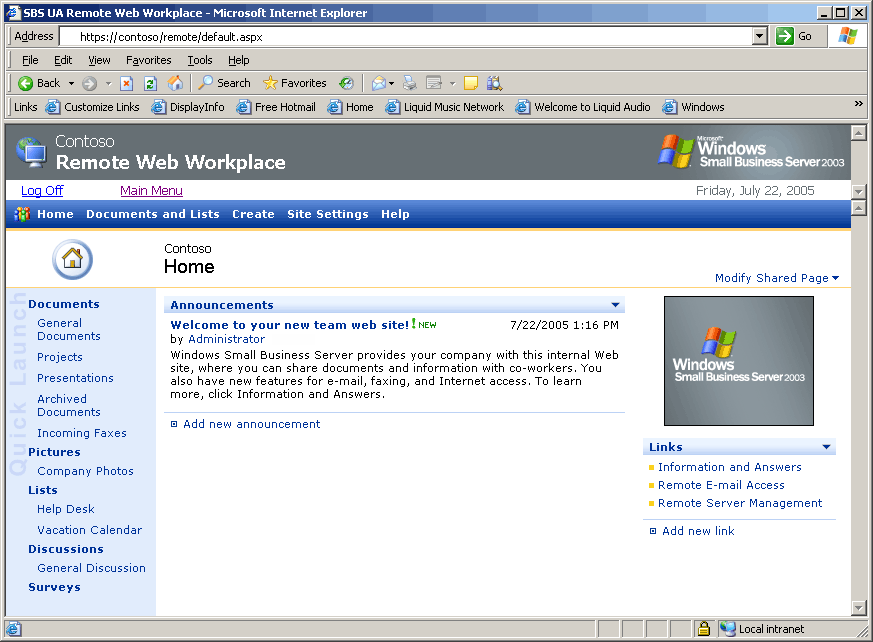 SBS UA Remote Web Workplace - Microsoft Internet Explorer
Address https://contoso/remote/default.aspx Go
File Edit View Favorites Tools Help
Back Search Favorites
Links Customize Links DisplayInfo Free Hotmail Home Liquid Music Network Welcome to Liquid Audio Windows »
Contoso
Remote Web Workplace
Microsoft
Windows
Small Business Server 2003
Log Off Main Menu Friday, July 22, 2005
Home Documents and Lists Create Site Settings Help
Contoso
Home
Modify Shared Page
Quick Launch
Documents
General
Documents
Projects
Presentations
Archived
Documents
Incoming Faxes
Pictures
Company Photos
Lists
Help Desk
Vacation Calendar
Discussions
General Discussion
Surveys
Announcements
Welcome to your new team web site! ! NEW 7/22/2005 1:16 PM
by Administrator
Windows Small Business Server provides your company with this internal Web
site, where you can share documents and information with co-workers. You
also have new features for e-mail, faxing, and Internet access. To learn
more, click Information and Answers.
Add new announcement
Windows
Small Business Server 2003
Links
Information and Answers
Remote E-mail Access
Remote Server Management
Add new link
Local intranet